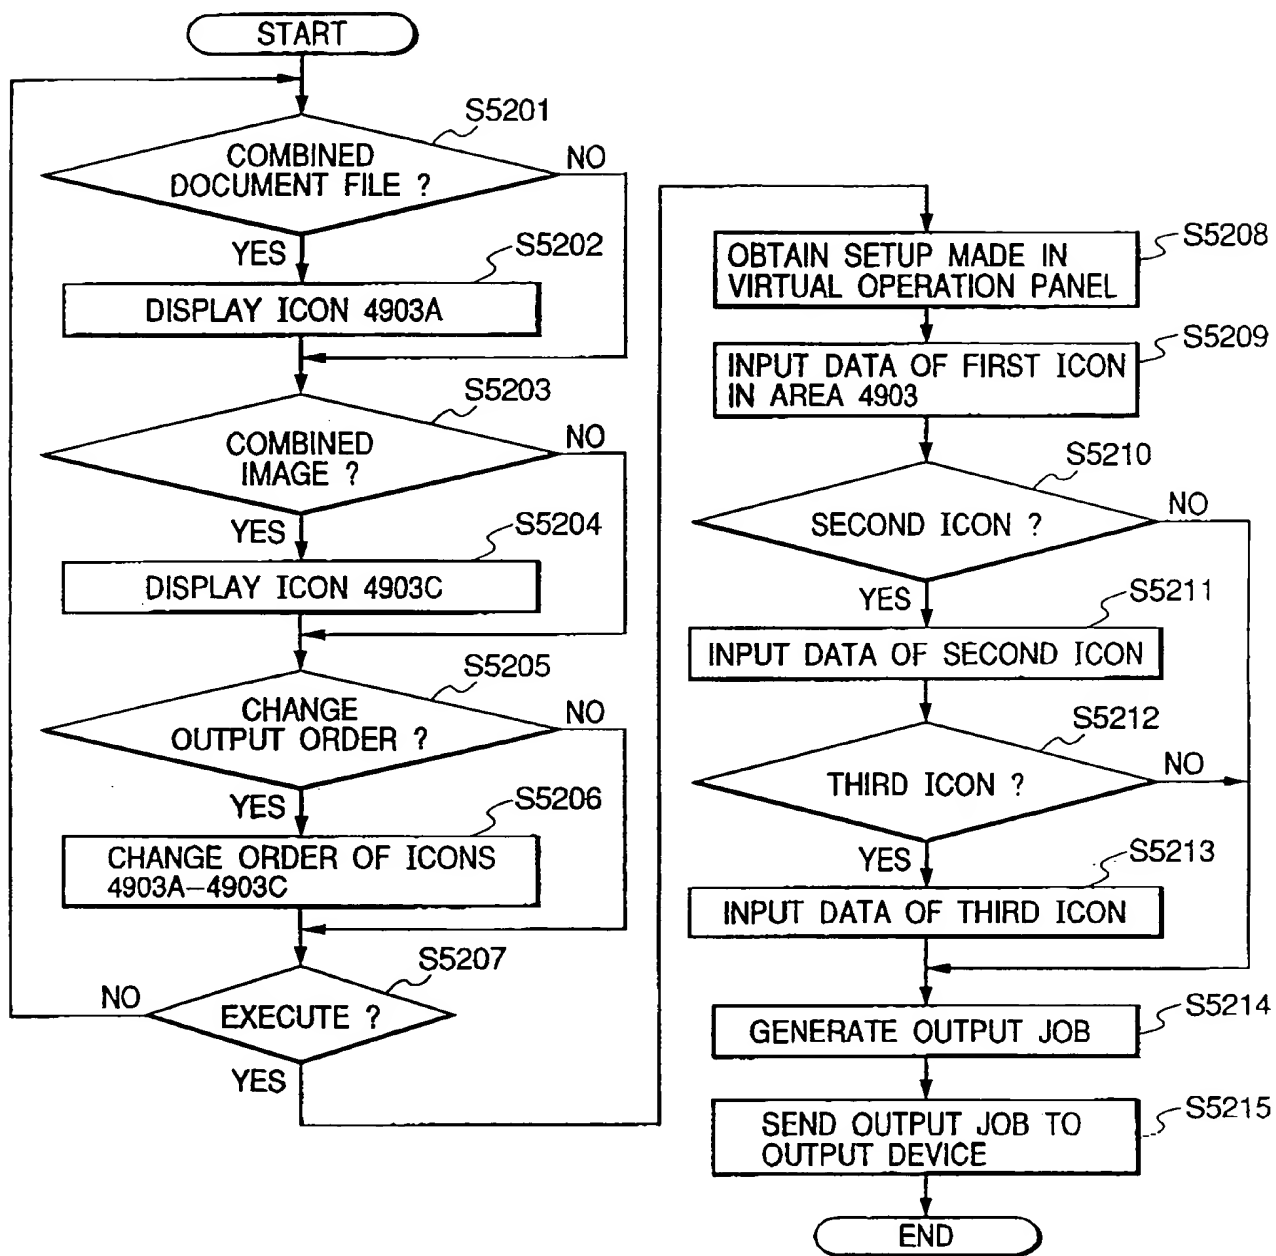 START
S5201
COMBINED
DOCUMENT FILE ?
NO
YES
S5202
DISPLAY ICON 4903A
S5203
COMBINED
IMAGE ?
NO
YES
S5204
DISPLAY ICON 4903C
S5205
CHANGE
OUTPUT ORDER ?
NO
YES
S5206
CHANGE ORDER OF ICONS
4903A-4903C
S5207
NO
EXECUTE ?
YES
S5208
OBTAIN SETUP MADE IN
VIRTUAL OPERATION PANEL
S5209
INPUT DATA OF FIRST ICON
IN AREA 4903
S5210
SECOND ICON ?
NO
YES
S5211
INPUT DATA OF SECOND ICON
S5212
THIRD ICON ?
NO
YES
S5213
INPUT DATA OF THIRD ICON
S5214
GENERATE OUTPUT JOB
S5215
SEND OUTPUT JOB TO
OUTPUT DEVICE
END